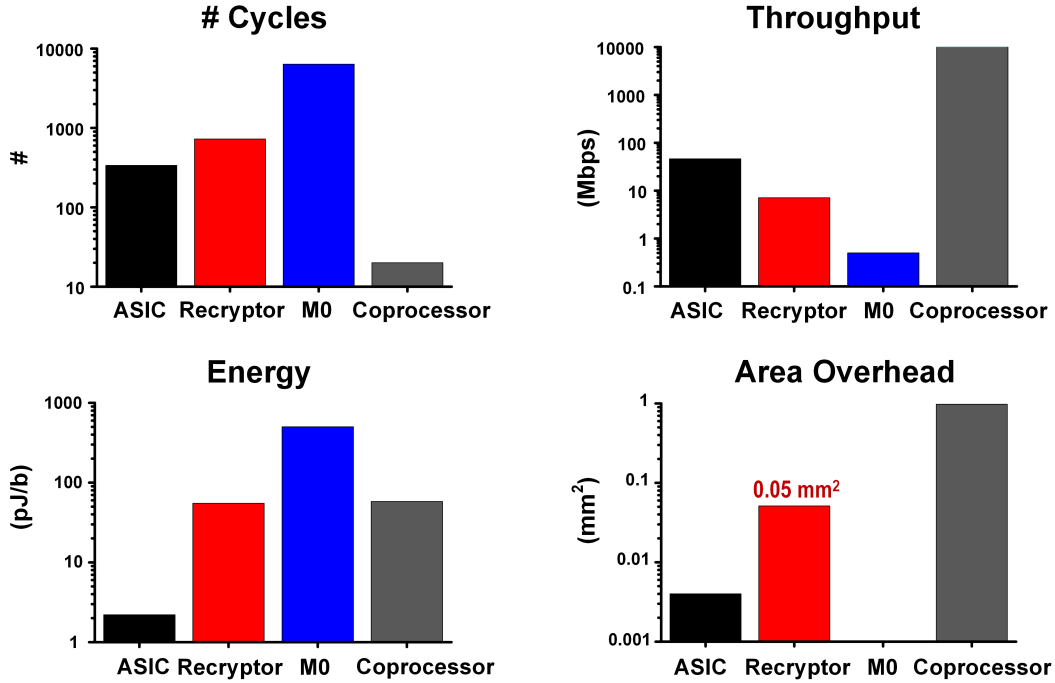 # Cycles
10000
1000
100
10
#
ASIC Recryptor M0 Coprocessor
Throughput
10000
1000
100
10
1
0.1
(Mbps)
ASIC Recryptor M0 Coprocessor
Energy
1000
100
10
1
(pJ/b)
ASIC Recryptor M0 Coprocessor
Area Overhead
1
0.1
0.01
0.001
(mm²)
0.05 mm²
ASIC Recryptor M0 Coprocessor